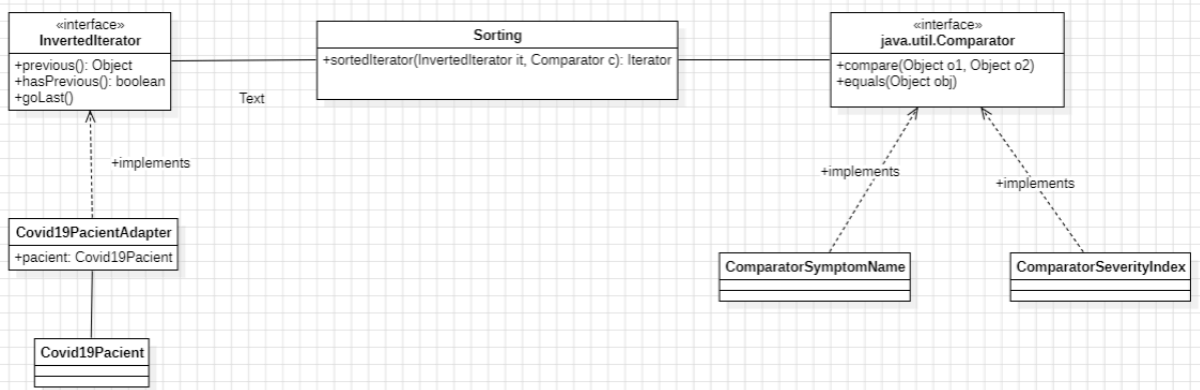 «interface»
InvertedIterator
+previous(): Object
+hasPrevious(): boolean
+goLast()
Sorting
+sortedIterator(InvertedIterator it, Comparator c): Iterator
«interface»
java.util.Comparator
+compare(Object o1, Object o2)
+equals(Object obj)
Text
+implements
+implements
+implements
Covid19PacientAdapter
+pacient: Covid19Pacient
ComparatorSymptomName
ComparatorSeverityIndex
Covid19Pacient